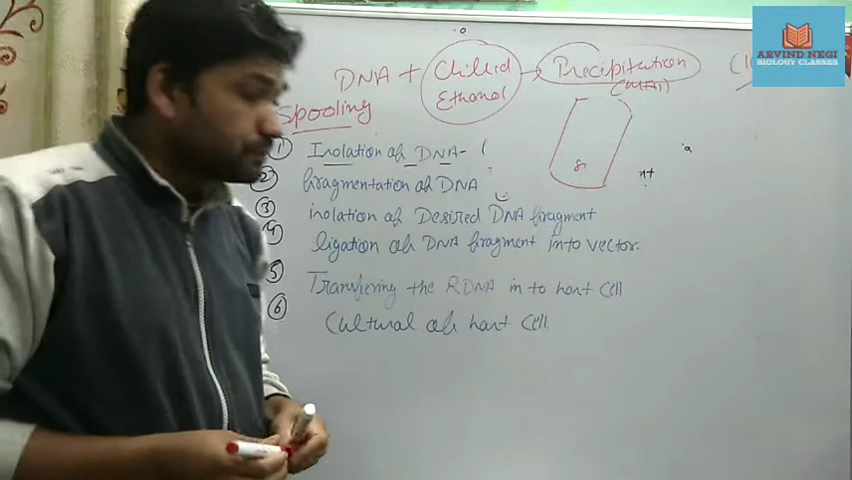 ARVIND NEGI
BIOLOGY CLASSES
DNA + Chilled Ethanol → Precipitation
Spooling
① Isolation of DNA- (
② fragmentation of DNA
③ isolation of Desired DNA fragment
④ ligation of DNA fragment into vector.
⑤ Transfering the RDNA in to host Cell
⑥ Cultural of host Cell.